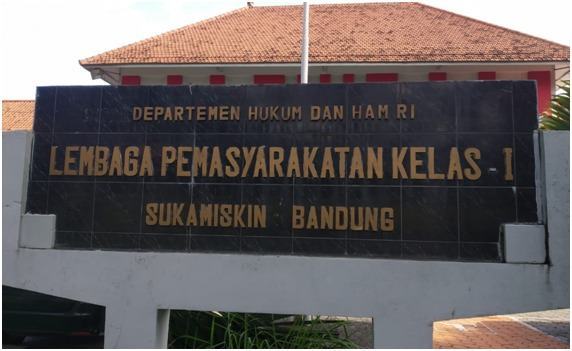 DEPARTEMEN HUKUM DAN HAM RI
LEMBAGA PEMASYARAKATAN KELAS - I
SUKAMISKIN BANDUNG